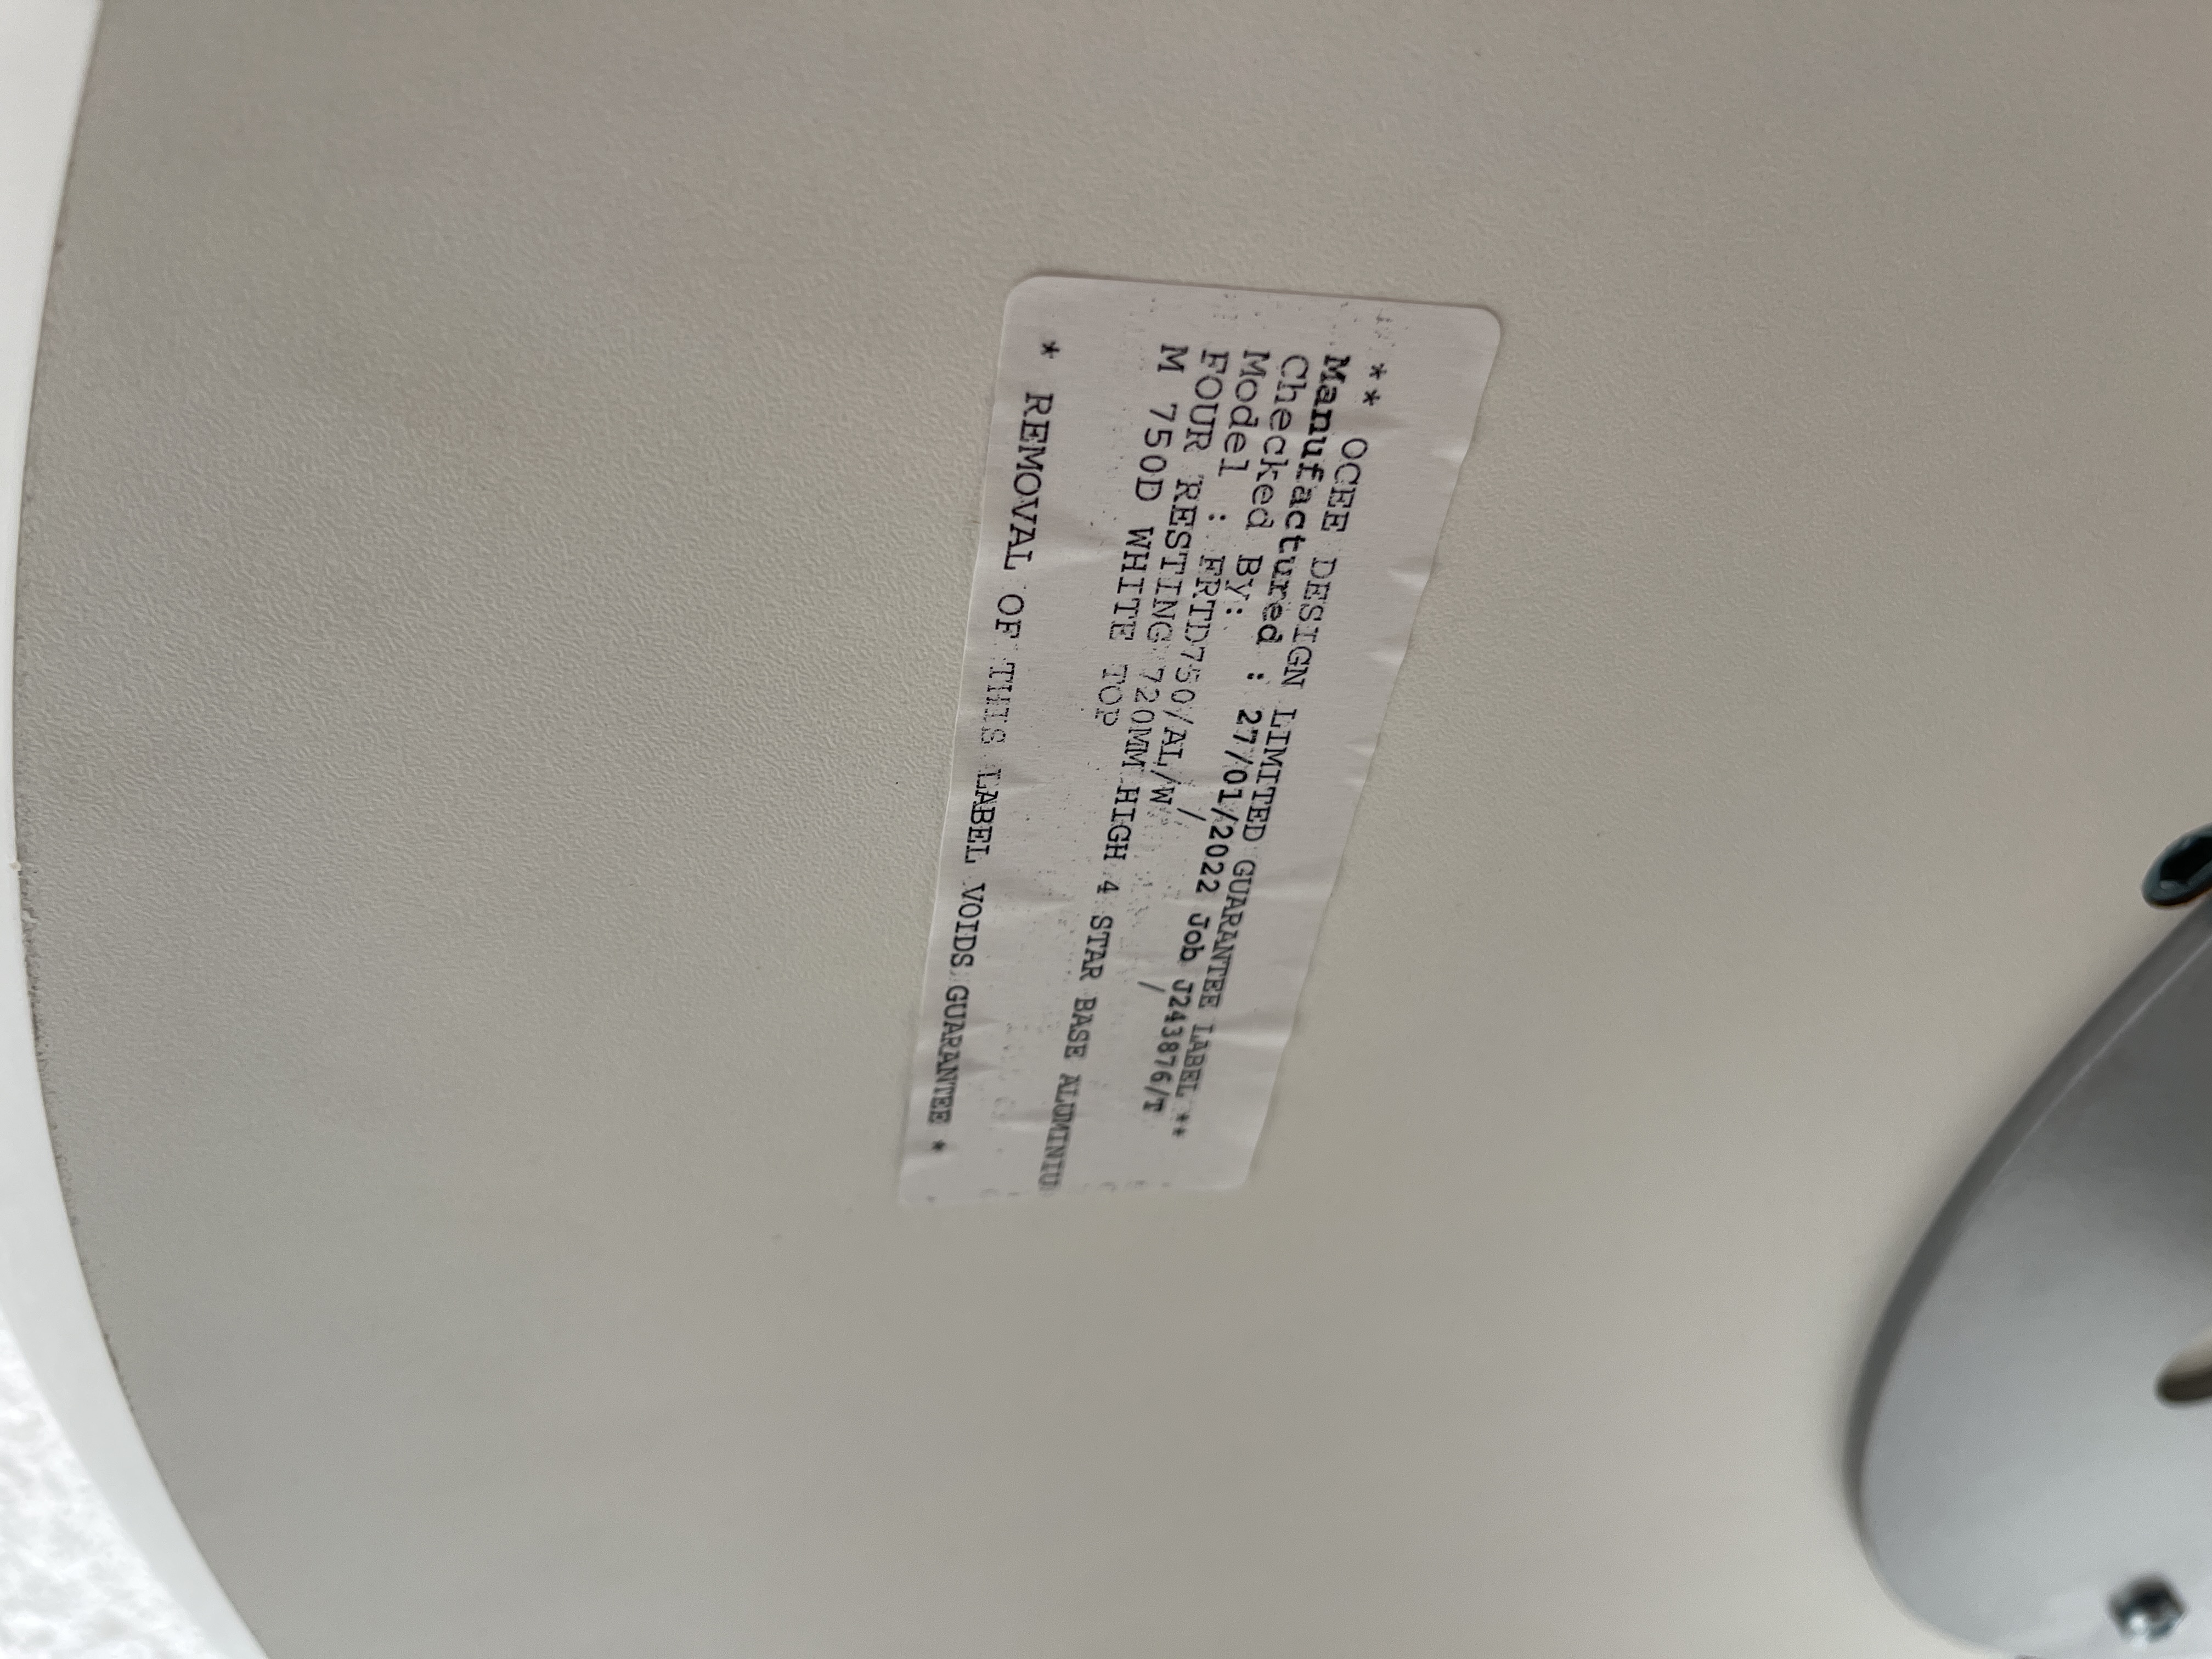 ** OCEE DESIGN LIMITED GUARANTEE LABEL **
Manufactured : 27/01/2022 Job J243876/T
Checked By: / /
Model : FRTD750/AL/W
FOUR RESTING 720MM HIGH 4 STAR BASE ALUMINIU
M 750D WHITE TOP
* REMOVAL OF THIS LABEL VOIDS GUARANTEE *